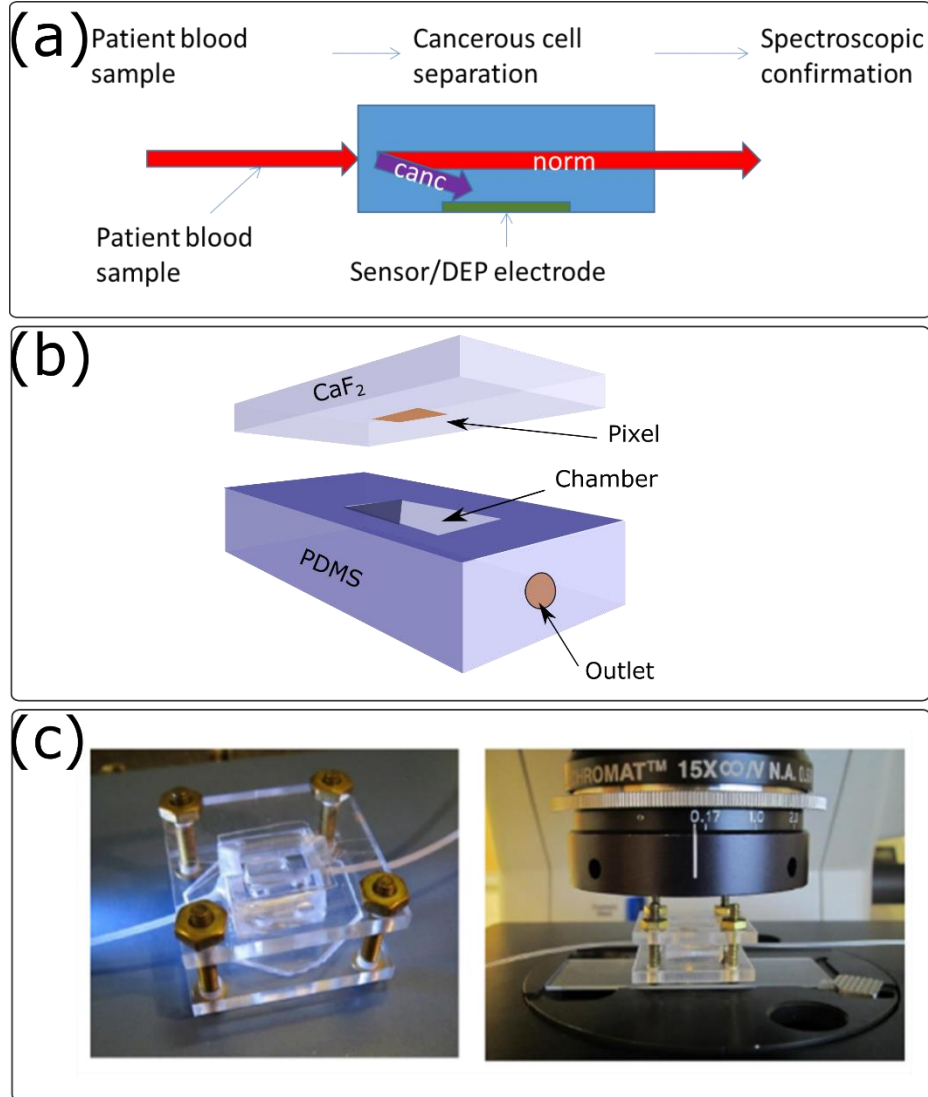 (a)
Patient blood
sample
Cancerous cell
separation
Spectroscopic
confirmation
norm
canc
Patient blood
sample
Sensor/DEP electrode
(b)
CaF₂
Pixel
Chamber
PDMS
Outlet
(c)
CHROMAT™ 15X∞/V N.A.
0.17 1.0